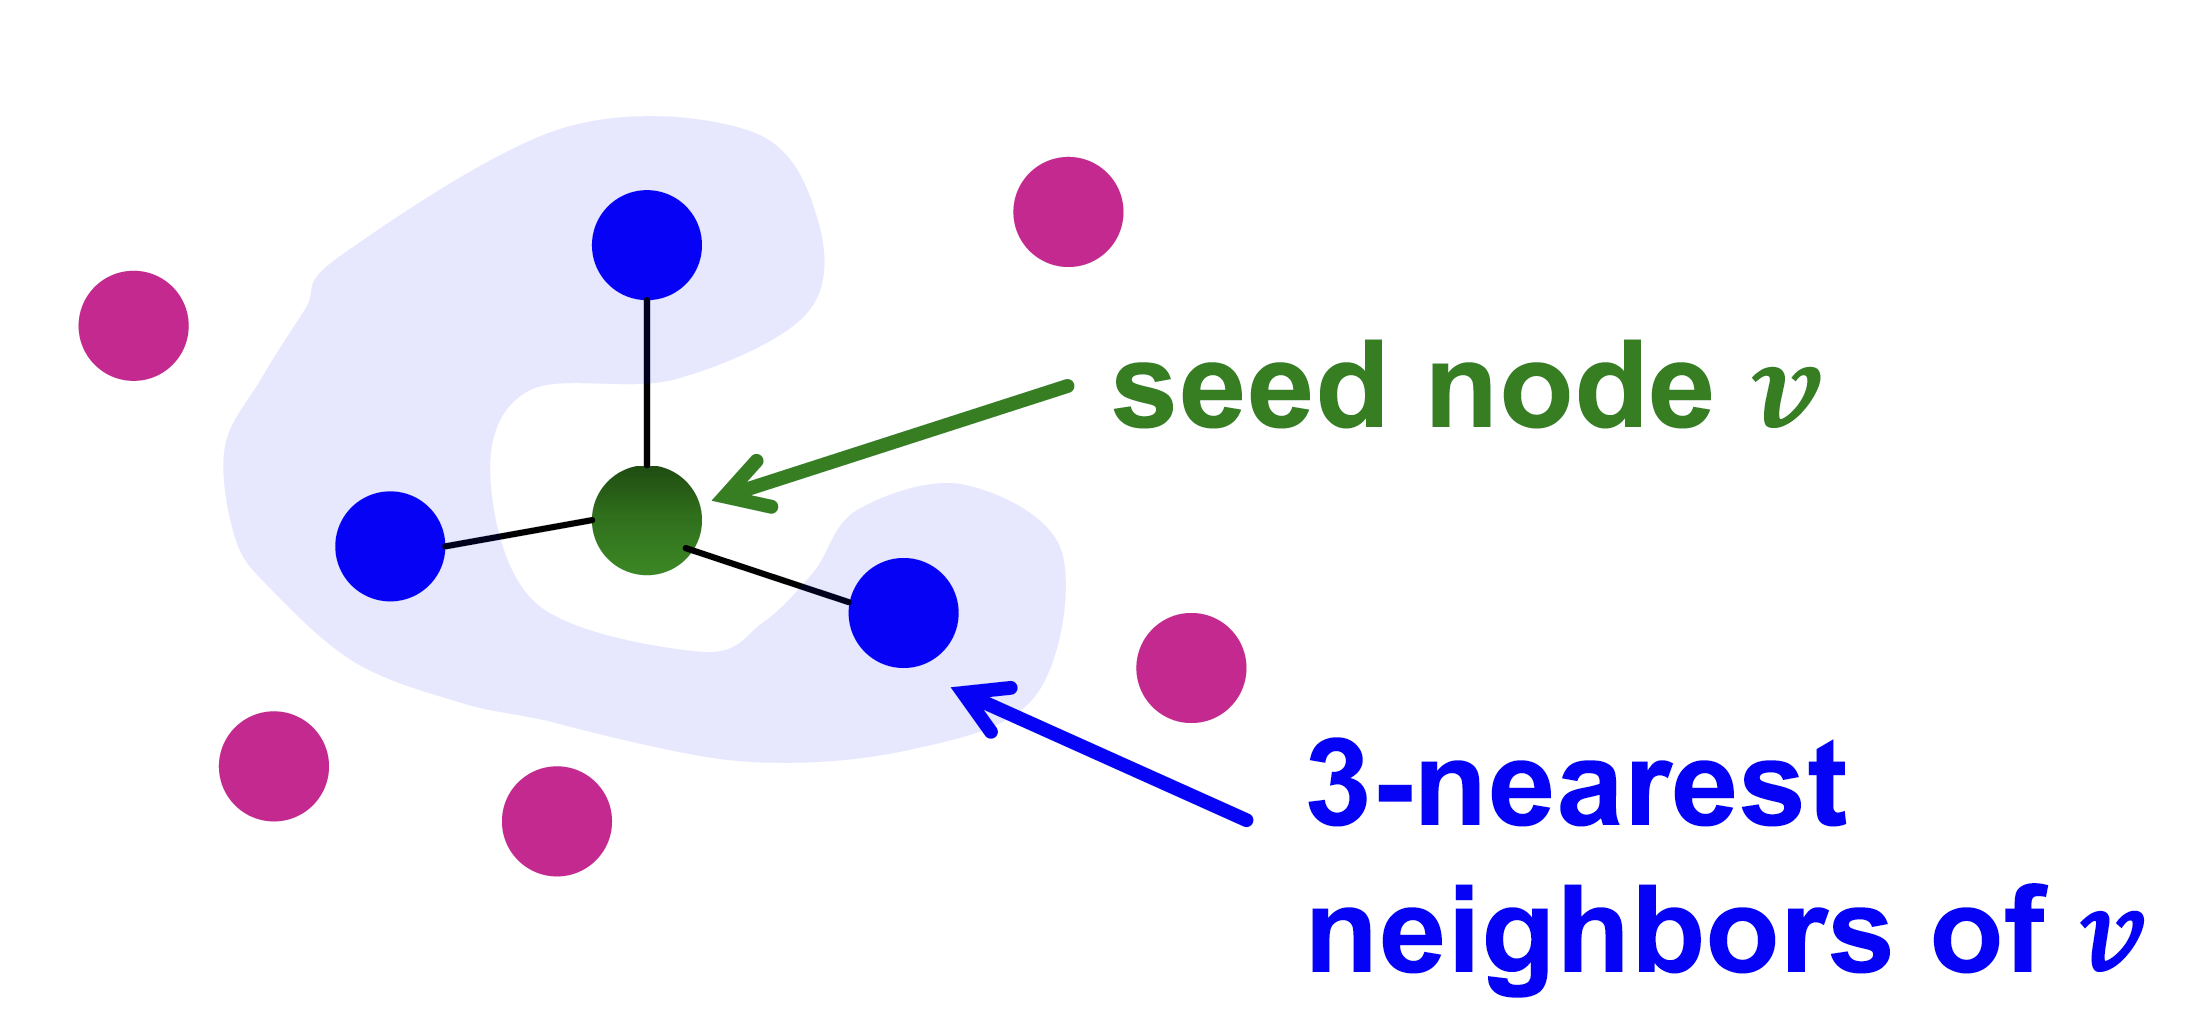 seed node v
3-nearest
neighbors of v